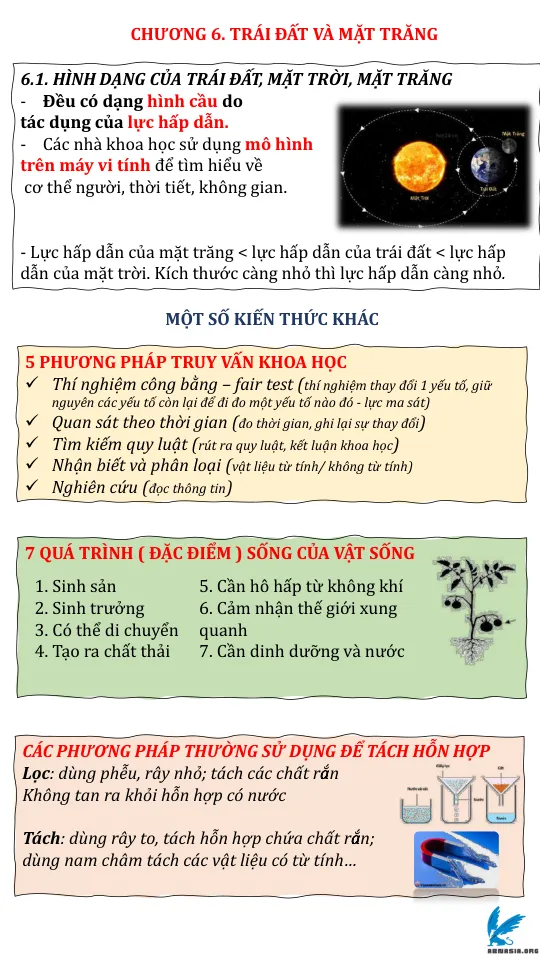 CHƯƠNG 6. TRÁI ĐẤT VÀ MẶT TRĂNG
6.1. HÌNH DẠNG CỦA TRÁI ĐẤT, MẶT TRỜI, MẶT TRĂNG
- Đều có dạng hình cầu do
tác dụng của lực hấp dẫn.
- Các nhà khoa học sử dụng mô hình
trên máy vi tính để tìm hiểu về
cơ thể người, thời tiết, không gian.
Mặt Trăng
Trái Đất
Mặt Trời
- Lực hấp dẫn của mặt trăng < lực hấp dẫn của trái đất < lực hấp
dẫn của mặt trời. Kích thước càng nhỏ thì lực hấp dẫn càng nhỏ.
MỘT SỐ KIẾN THỨC KHÁC
5 PHƯƠNG PHÁP TRUY VẤN KHOA HỌC
✓ Thí nghiệm công bằng – fair test (thí nghiệm thay đổi 1 yếu tố, giữ
nguyên các yếu tố còn lại để đi đo một yếu tố nào đó - lực ma sát)
✓ Quan sát theo thời gian (đo thời gian, ghi lại sự thay đổi)
✓ Tìm kiếm quy luật (rút ra quy luật, kết luận khoa học)
✓ Nhận biết và phân loại (vật liệu từ tính/ không từ tính)
✓ Nghiên cứu (đọc thông tin)
7 QUÁ TRÌNH ( ĐẶC ĐIỂM ) SỐNG CỦA VẬT SỐNG
1. Sinh sản
2. Sinh trưởng
3. Có thể di chuyển
4. Tạo ra chất thải
5. Cần hô hấp từ không khí
6. Cảm nhận thế giới xung
quanh
7. Cần dinh dưỡng và nước
CÁC PHƯƠNG PHÁP THƯỜNG SỬ DỤNG ĐỂ TÁCH HỖN HỢP
Lọc: dùng phễu, rây nhỏ; tách các chất rắn
Không tan ra khỏi hỗn hợp có nước
Giấy lọc
Cát
Nước
Nước
Tách: dùng rây to, tách hỗn hợp chứa chất rắn;
dùng nam châm tách các vật liệu có từ tính...
ABMASIA.ORG